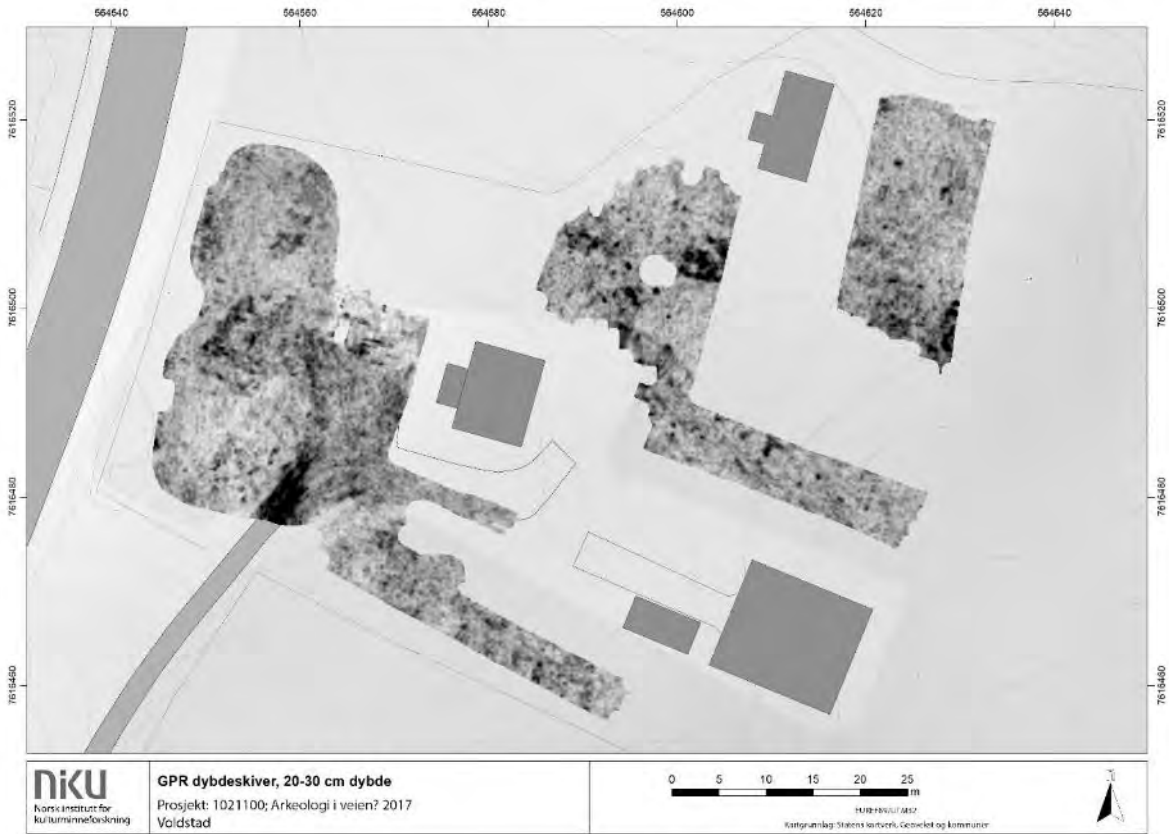 564540 564560 564580 564600 564620 564640
7616520 7616520
7616500 7616500
7616480 7616480
7616460 7616460
NIKU
Norsk institutt for
kulturminneforskning
GPR dybdeskiver, 20-30 cm dybde
Prosjekt: 1021100; Arkeologi i veien? 2017
Voldstad
0 5 10 15 20 25
m
Kartgrunnlag: Statens kartverk, Geovekst og kommuner